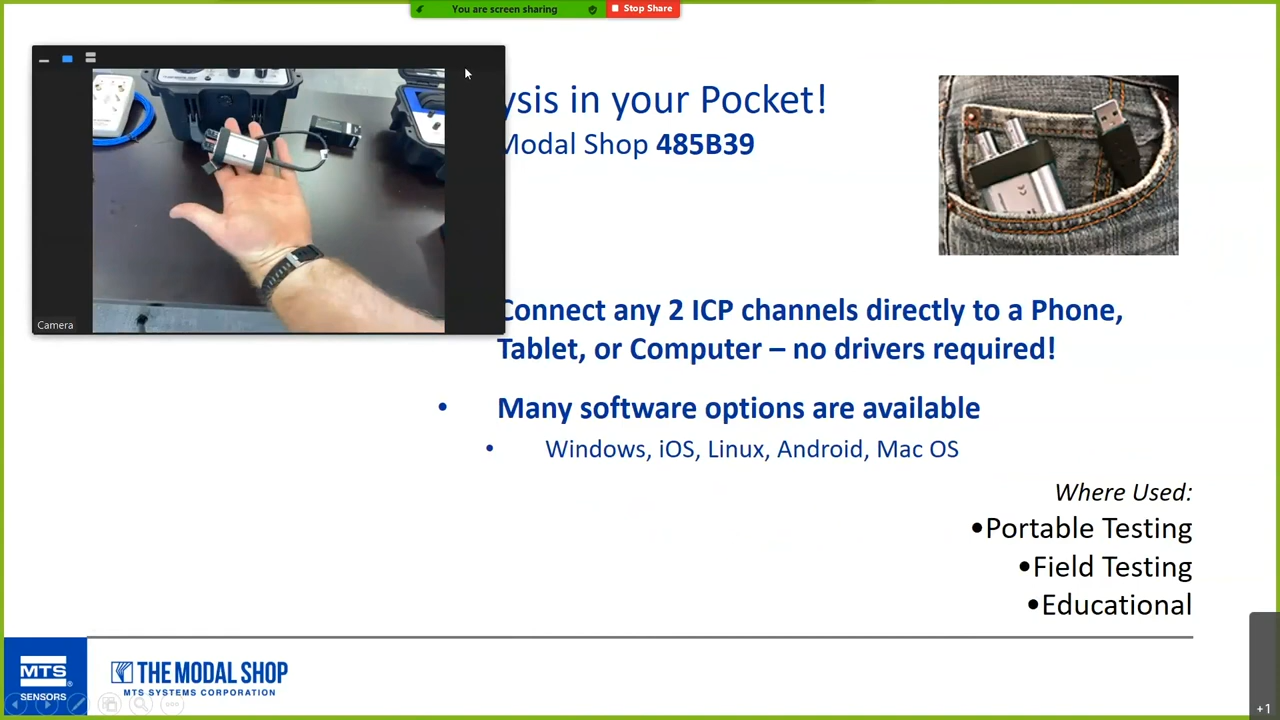 You are screen sharing
Stop Share
ysis in your Pocket!
Modal Shop 485B39
Camera
Connect any 2 ICP channels directly to a Phone,
Tablet, or Computer – no drivers required!
• Many software options are available
• Windows, iOS, Linux, Android, Mac OS
Where Used:
•Portable Testing
•Field Testing
•Educational
MTS
SENSORS
THE MODAL SHOP
MTS SYSTEMS CORPORATION
+1